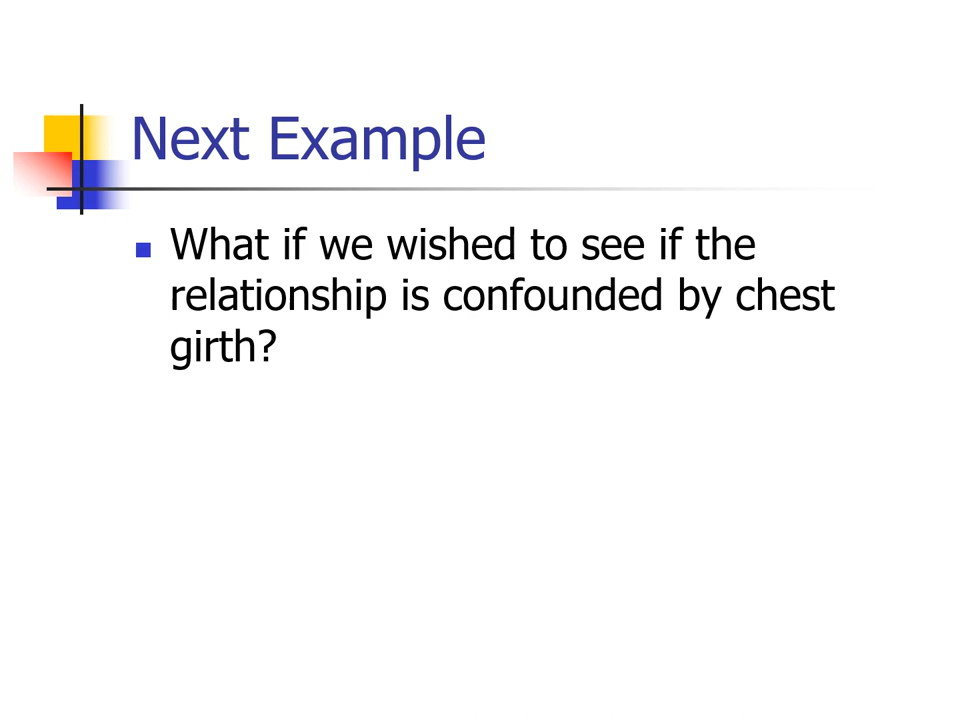 Next Example
What if we wished to see if the
relationship is confounded by chest
girth?